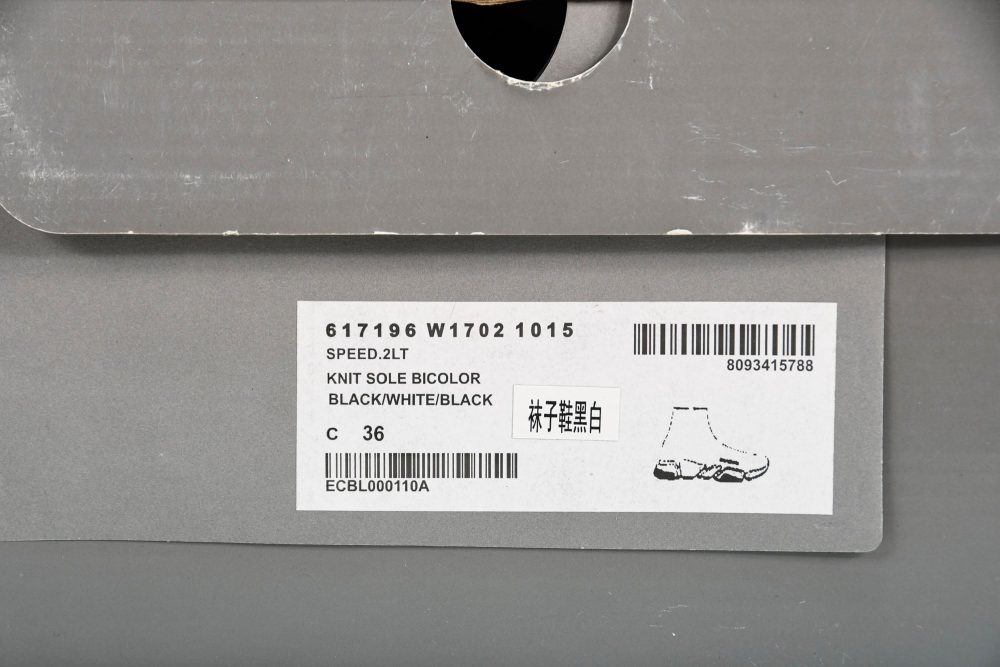 617196 W1702 1015
SPEED.2LT
KNIT SOLE BICOLOR
BLACK/WHITE/BLACK
C 36
ECBL000110A
8093415788
袜子鞋黑白